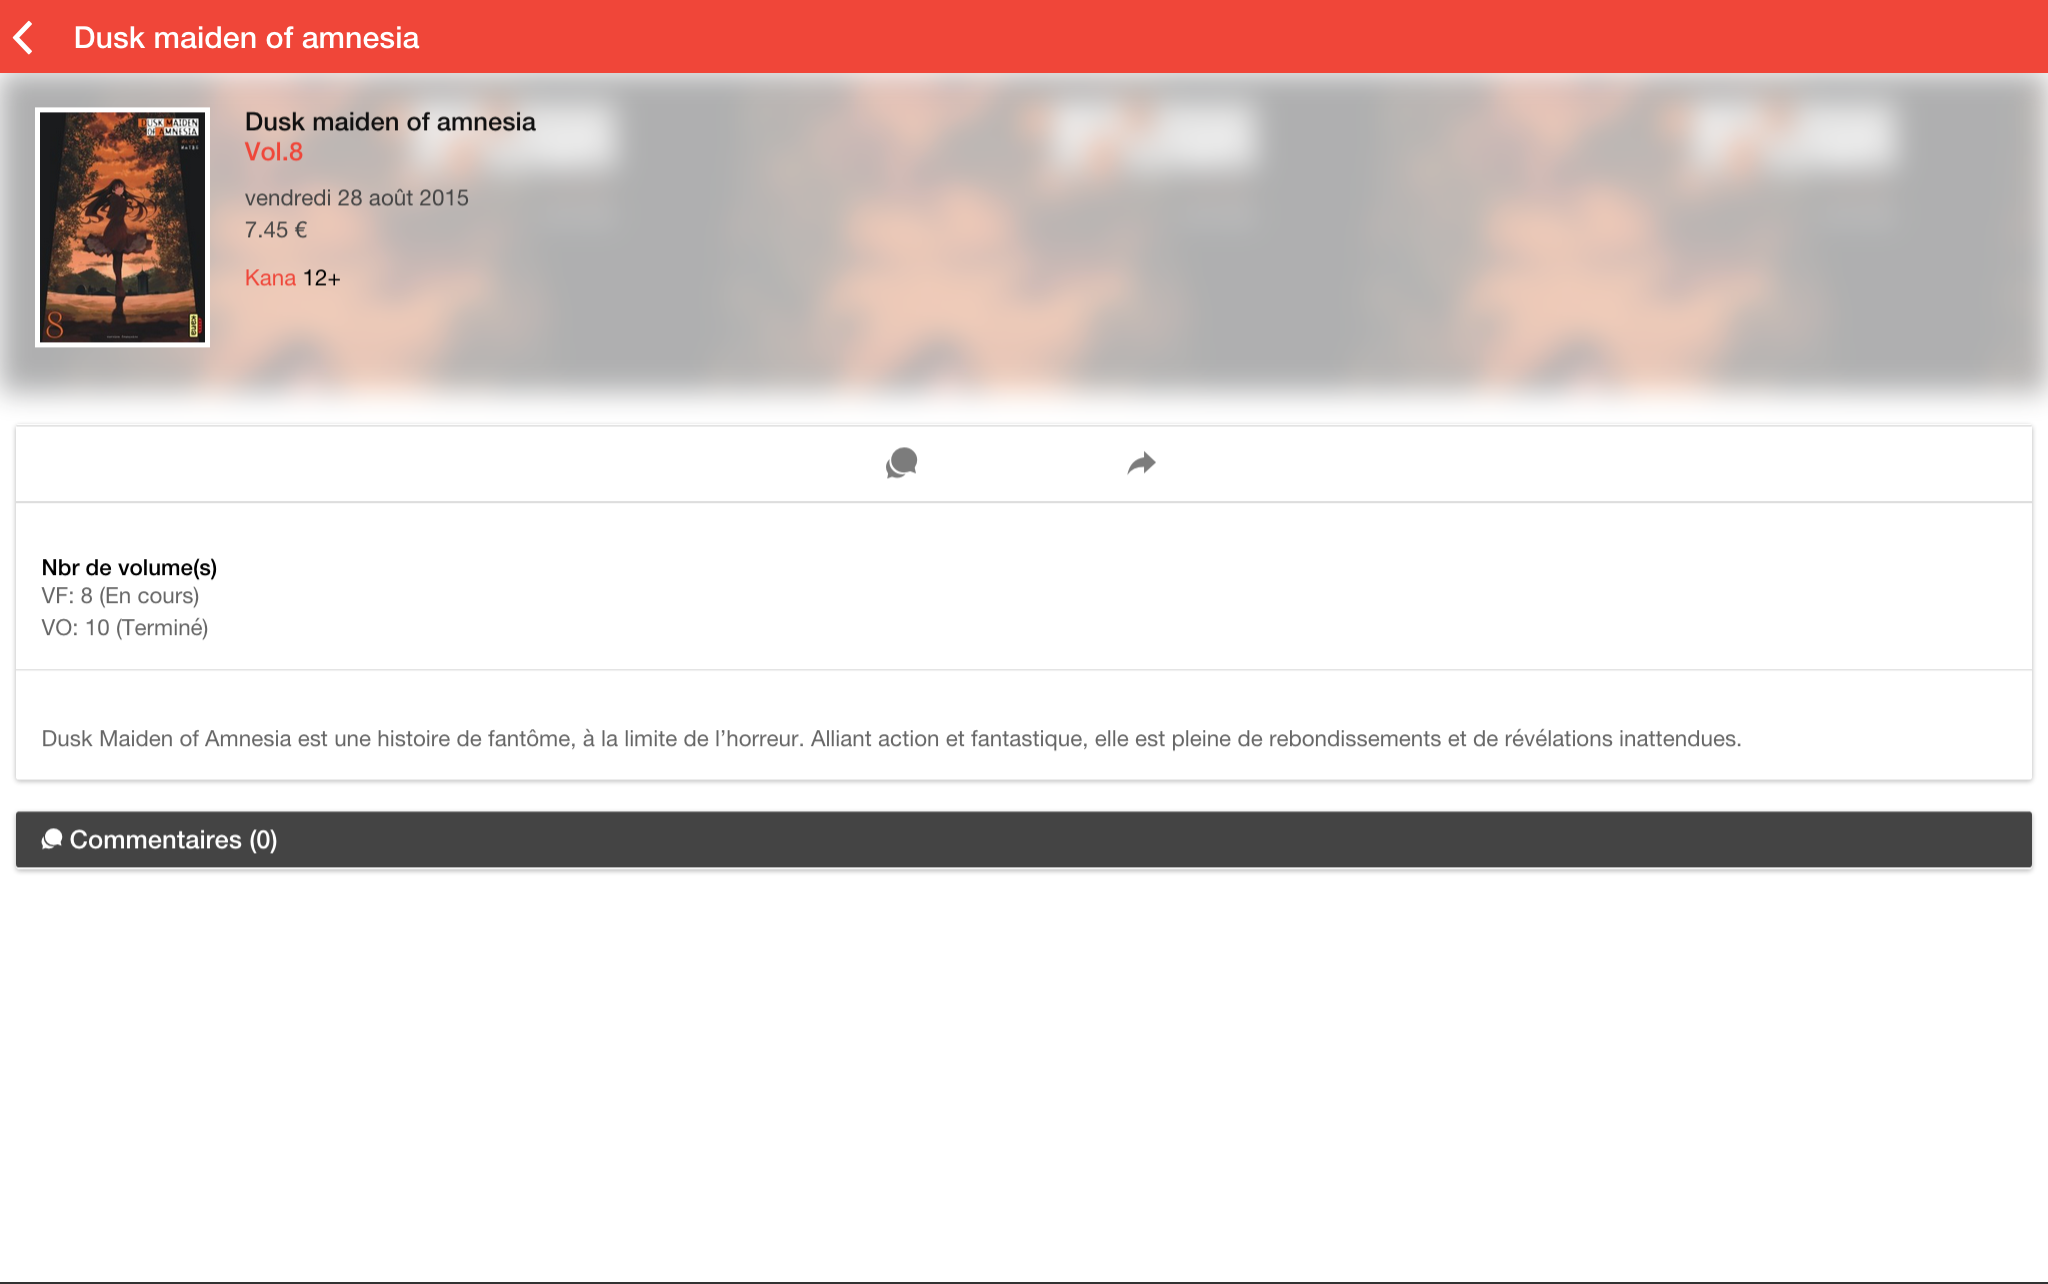 Dusk maiden of amnesia
DUSK MAIDEN
OF AMNESIA
8
kana
Dusk maiden of amnesia
Vol.8
vendredi 28 août 2015
7.45 €
Kana 12+
Nbr de volume(s)
VF: 8 (En cours)
VO: 10 (Terminé)
Dusk Maiden of Amnesia est une histoire de fantôme, à la limite de l’horreur. Alliant action et fantastique, elle est pleine de rebondissements et de révélations inattendues.
Commentaires (0)